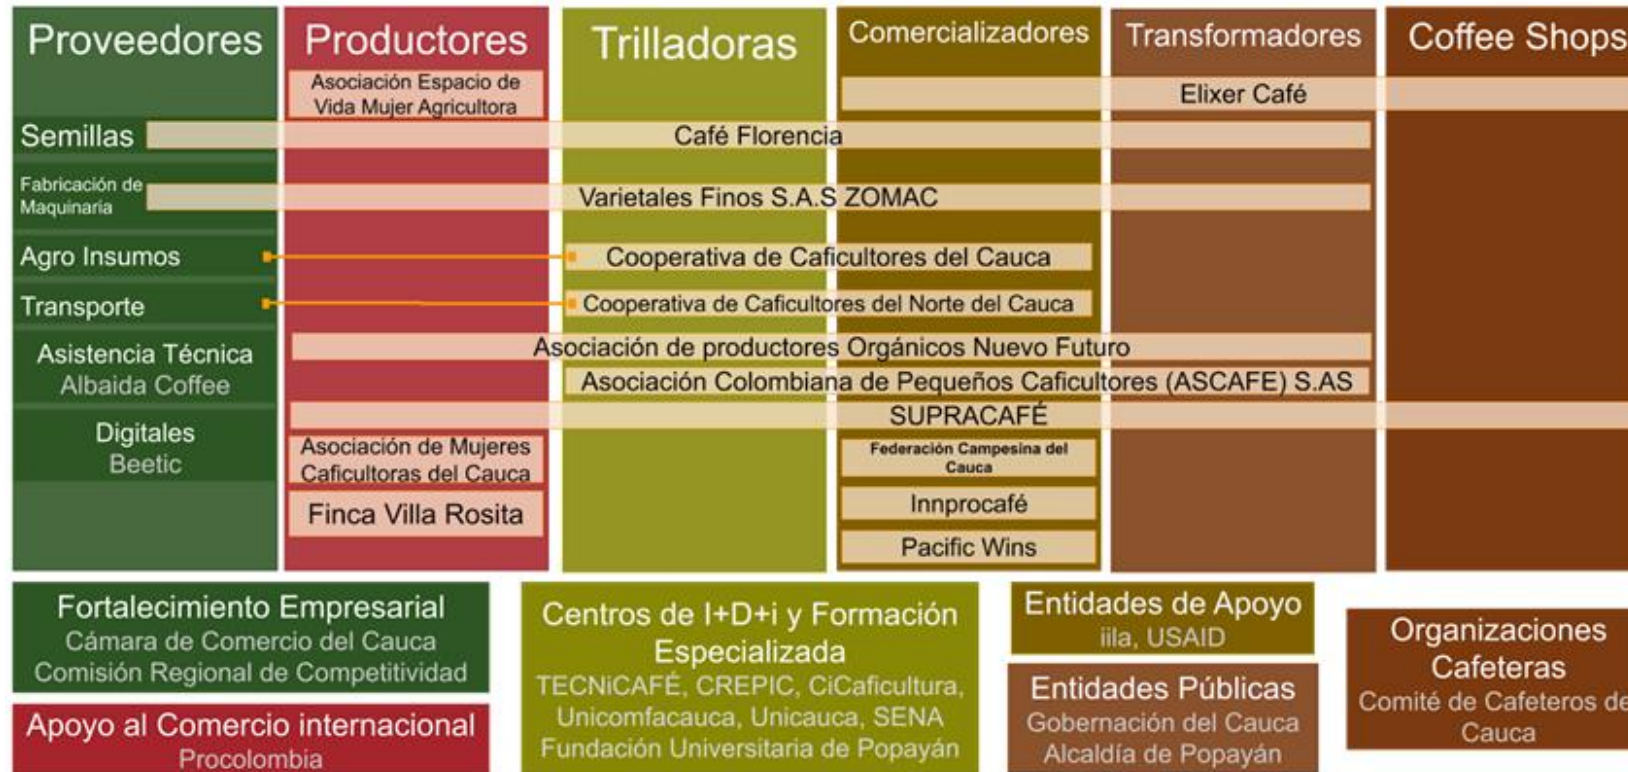 Proveedores
Productores
Trilladoras
Comercializadores
Transformadores
Coffee Shops
Asociación Espacio de
Vida Mujer Agricultora
Elixer Café
Semillas
Café Florencia
Fabricación de
Maquinaria
Varietales Finos S.A.S ZOMAC
Agro Insumos
Cooperativa de Caficultores del Cauca
Transporte
Cooperativa de Caficultores del Norte del Cauca
Asistencia Técnica
Albaida Coffee
Asociación de productores Orgánicos Nuevo Futuro
Asociación Colombiana de Pequeños Caficultores (ASCAFE) S.AS
SUPRACAFÉ
Digitales
Beetic
Asociación de Mujeres
Caficultoras del Cauca
Federación Campesina del
Cauca
Finca Villa Rosita
Innprocafé
Pacific Wins
Fortalecimiento Empresarial
Cámara de Comercio del Cauca
Comisión Regional de Competitividad
Apoyo al Comercio internacional
Procolombia
Centros de I+D+i y Formación
Especializada
TECNiCAFÉ, CREPIC, CiCaficultura,
Unicomfacauca, Unicauca, SENA
Fundación Universitaria de Popayán
Entidades de Apoyo
iila, USAID
Entidades Públicas
Gobernación del Cauca
Alcaldía de Popayán
Organizaciones
Cafeteras
Comité de Cafeteros de
Cauca